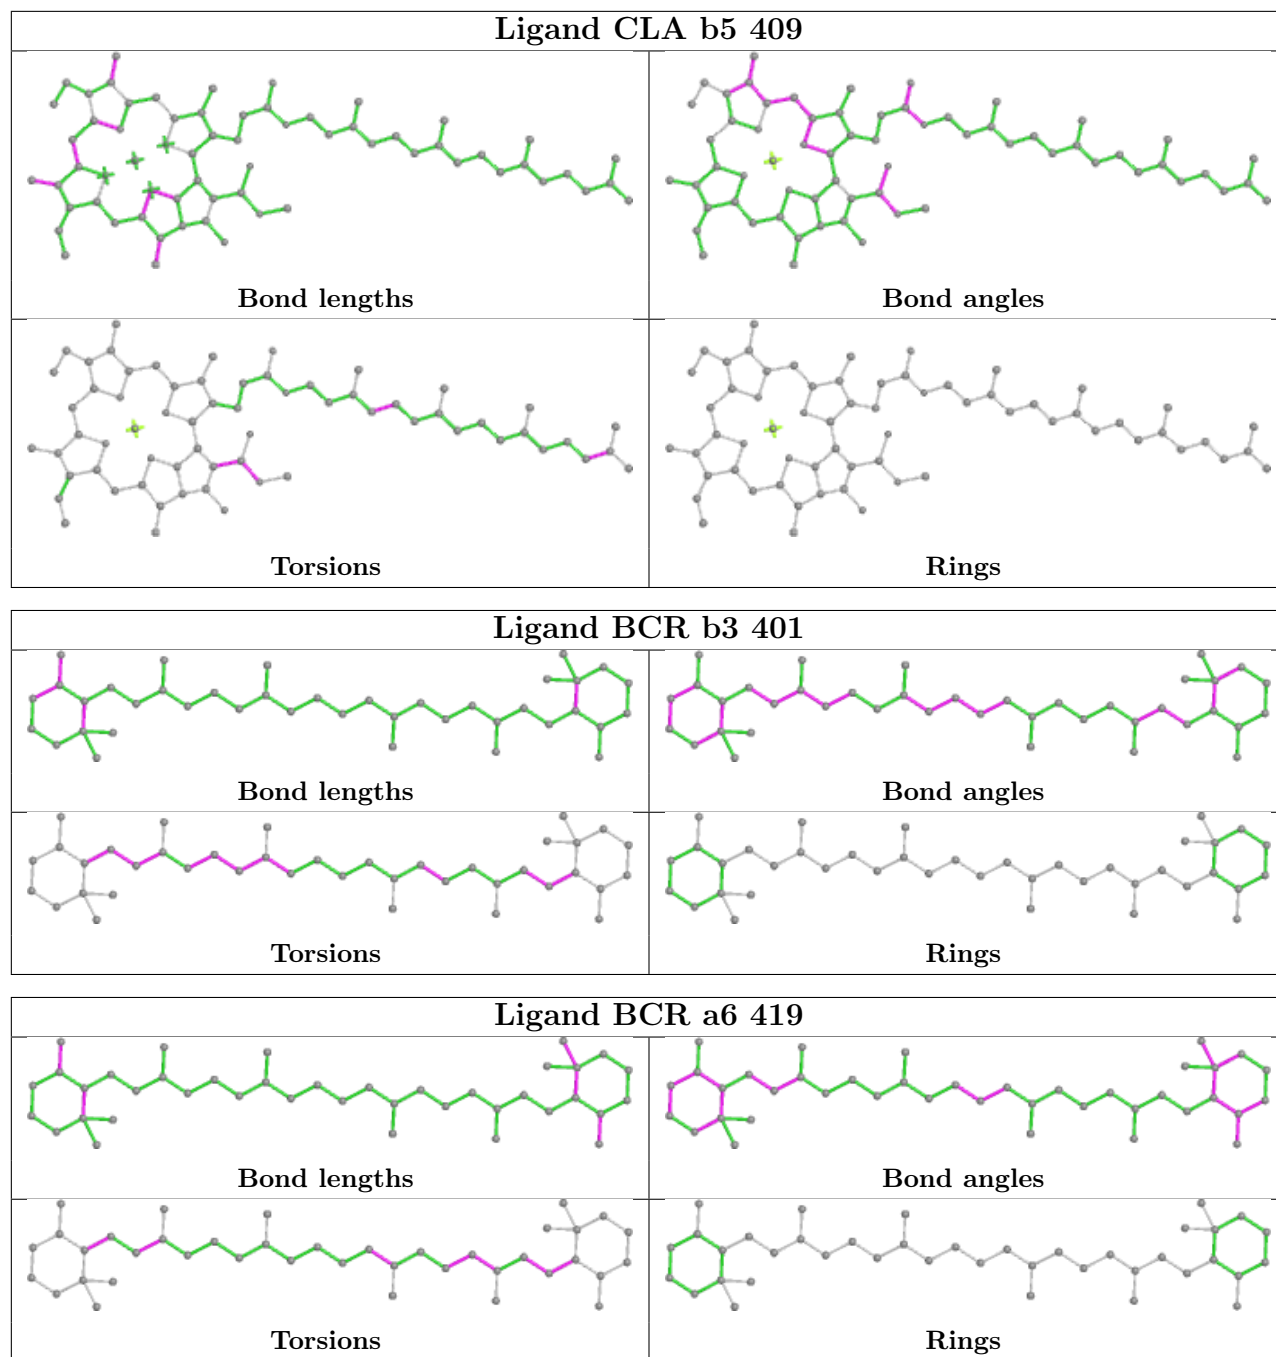 Ligand CLA b5 409
Bond lengths
Bond angles
Torsions
Rings
Ligand BCR b3 401
Bond lengths
Bond angles
Torsions
Rings
Ligand BCR a6 419
Bond lengths
Bond angles
Torsions
Rings